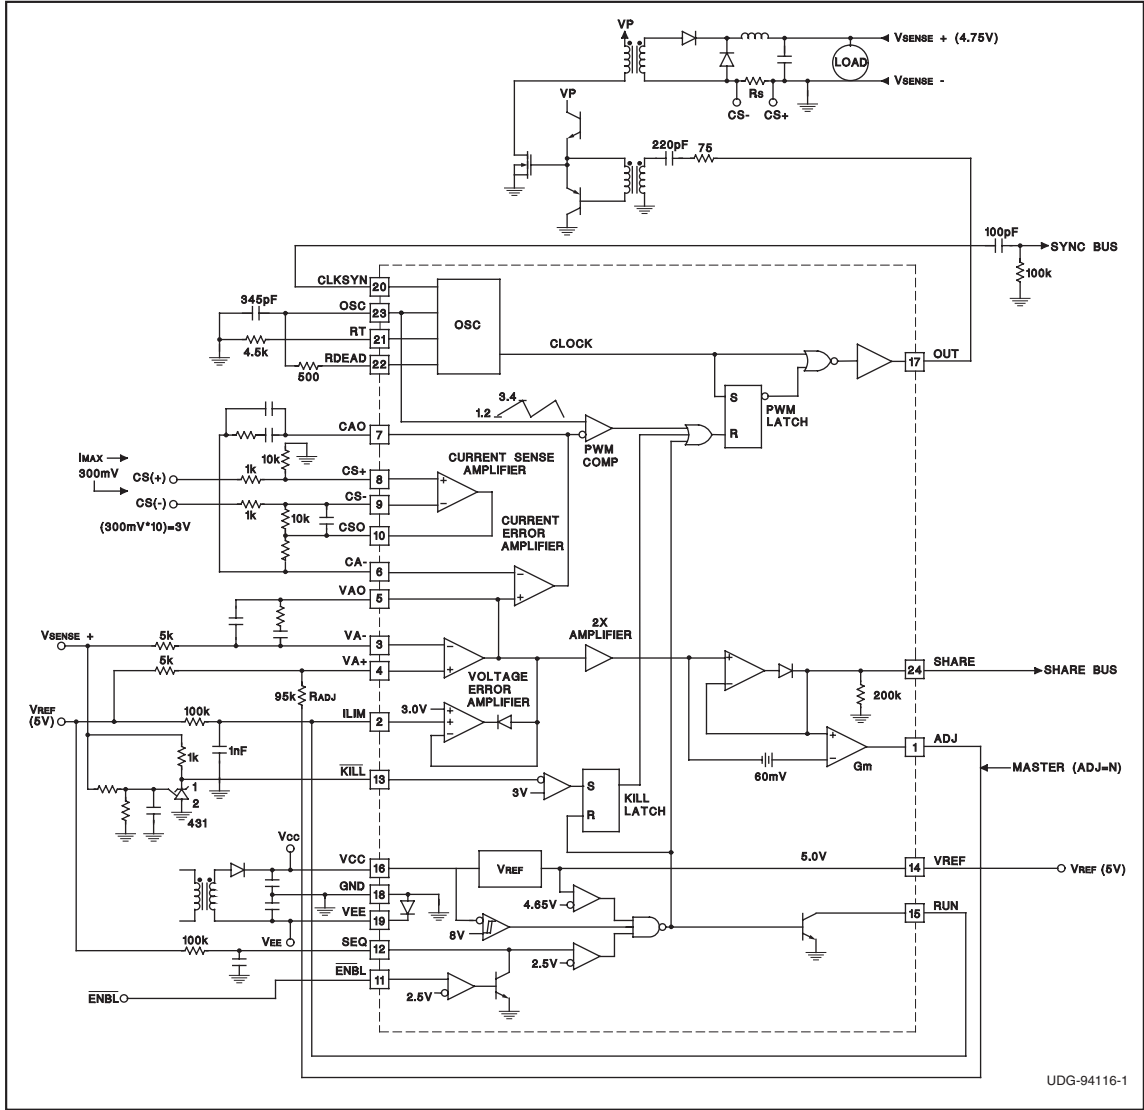 VP
VSENSE + (4.75V)
LOAD
VSENSE -
Rs
CS- CS+
VP
220pF 75
100pF
SYNC BUS
100k
CLKSYN 20
345pF
OSC 23
RT 21
4.5k
RDEAD 22
500
OSC
CLOCK
OUT
17
3.4
1.2
S
R
PWM
LATCH
PWM
COMP
CAO 7
IMAX
300mV
10k
CS(+)
1k
CS+
8
CURRENT SENSE
AMPLIFIER
CS(-)
1k
CS-
9
(300mV*10)=3V
10k
CSO
10
CURRENT
ERROR
AMPLIFIER
CA-
6
VAO
5
2X
AMPLIFIER
VSENSE +
5k
VA-
3
5k
VA+
4
VOLTAGE
ERROR
AMPLIFIER
SHARE
24
SHARE BUS
200k
95k RADJ
VREF
(5V)
100k
ILIM
2
3.0V
1nF
1k
60mV
Gm
ADJ
1
MASTER (ADJ=N)
KILL
13
3V
S
R
KILL
LATCH
1
2
431
VCC
VCC
16
VREF
5.0V
VREF
14
VREF (5V)
GND
18
VEE
19
VEE
4.65V
8V
RUN
15
100k
SEQ
12
2.5V
ENBL
11
2.5V
ENBL
UDG-94116-1